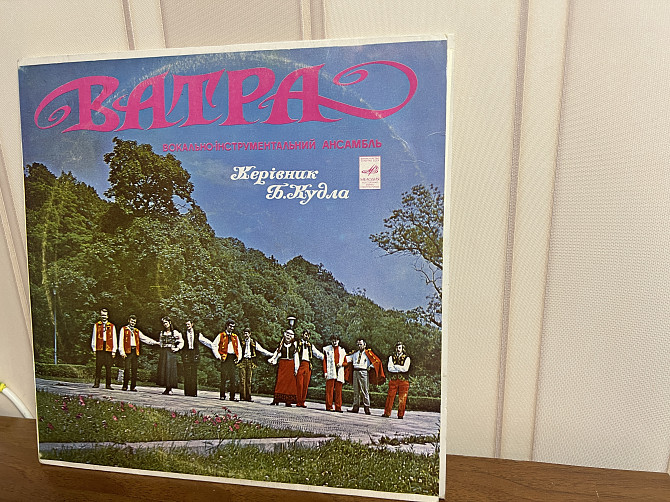 ВАТРА
ВОКАЛЬНО-ІНСТРУМЕНТАЛЬНИЙ АНСАМБЛЬ
Керівник
Б.Кудла